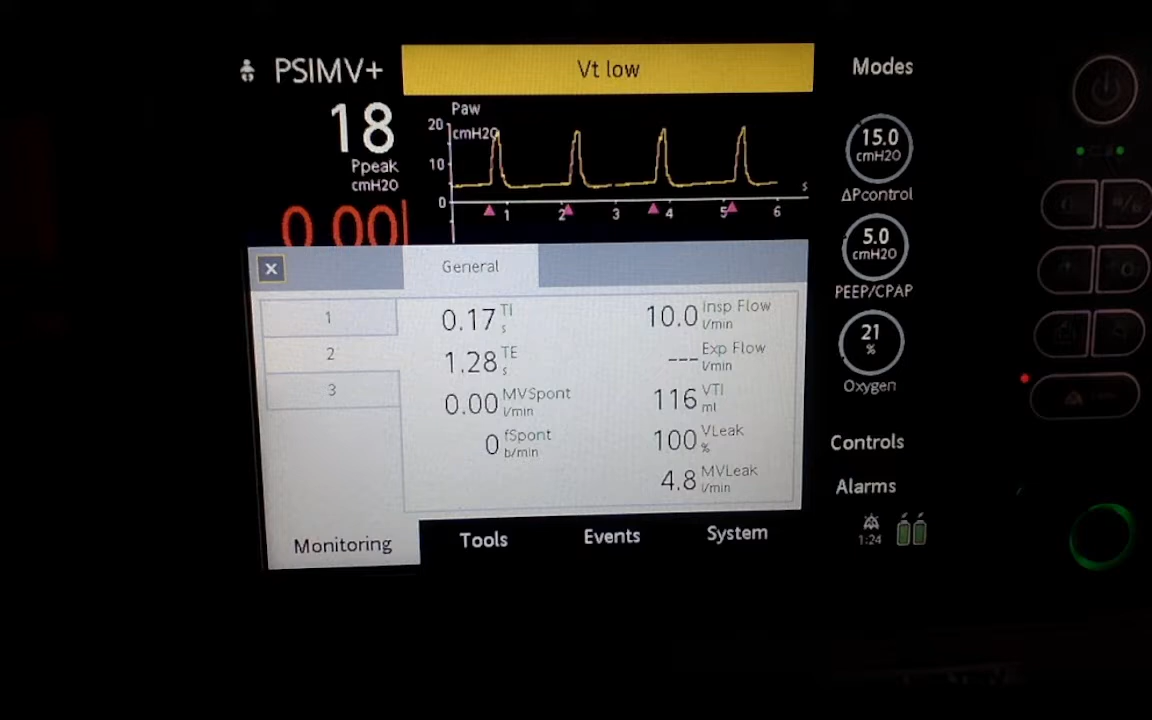 PSIMV+
Vt low
Modes
18
Ppeak
cmH2O
Paw
cmH2O
20
10
0
1
2
3
4
5
6
s
15.0
cmH2O
ΔPcontrol
5.0
cmH2O
PEEP/CPAP
21
%
Oxygen
Controls
Alarms
1:24
x
General
1
2
3
0.17 TI s
1.28 TE s
0.00 MVSpont l/min
0 fSpont b/min
10.0 Insp Flow l/min
--- Exp Flow l/min
116 VTI ml
100 VLeak %
4.8 MVLeak l/min
Monitoring
Tools
Events
System